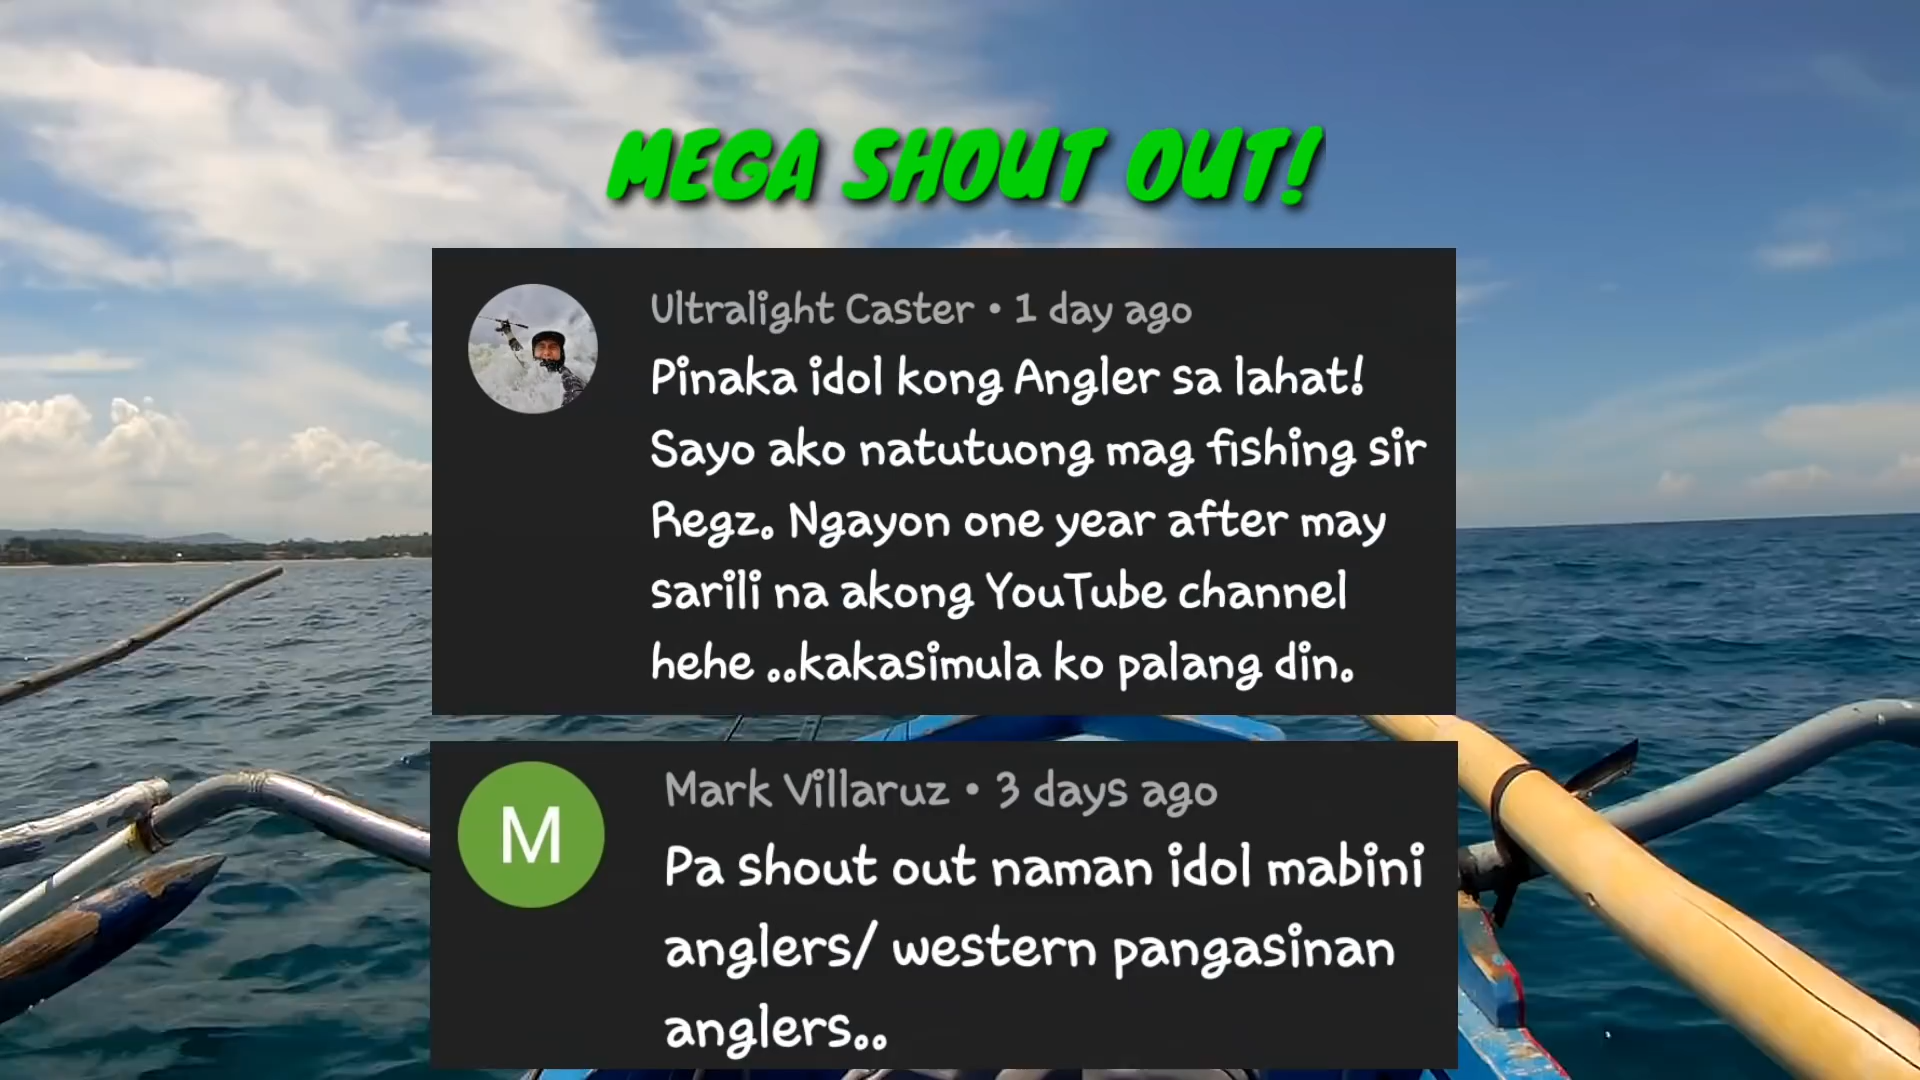 MEGA SHOUT OUT!
Ultralight Caster • 1 day ago
Pinaka idol kong Angler sa lahat!
Sayo ako natutuong mag fishing sir
Regz. Ngayon one year after may
sarili na akong YouTube channel
hehe ..kakasimula ko palang din.
M
Mark Villaruz • 3 days ago
Pa shout out naman idol mabini
anglers/ western pangasinan
anglers..